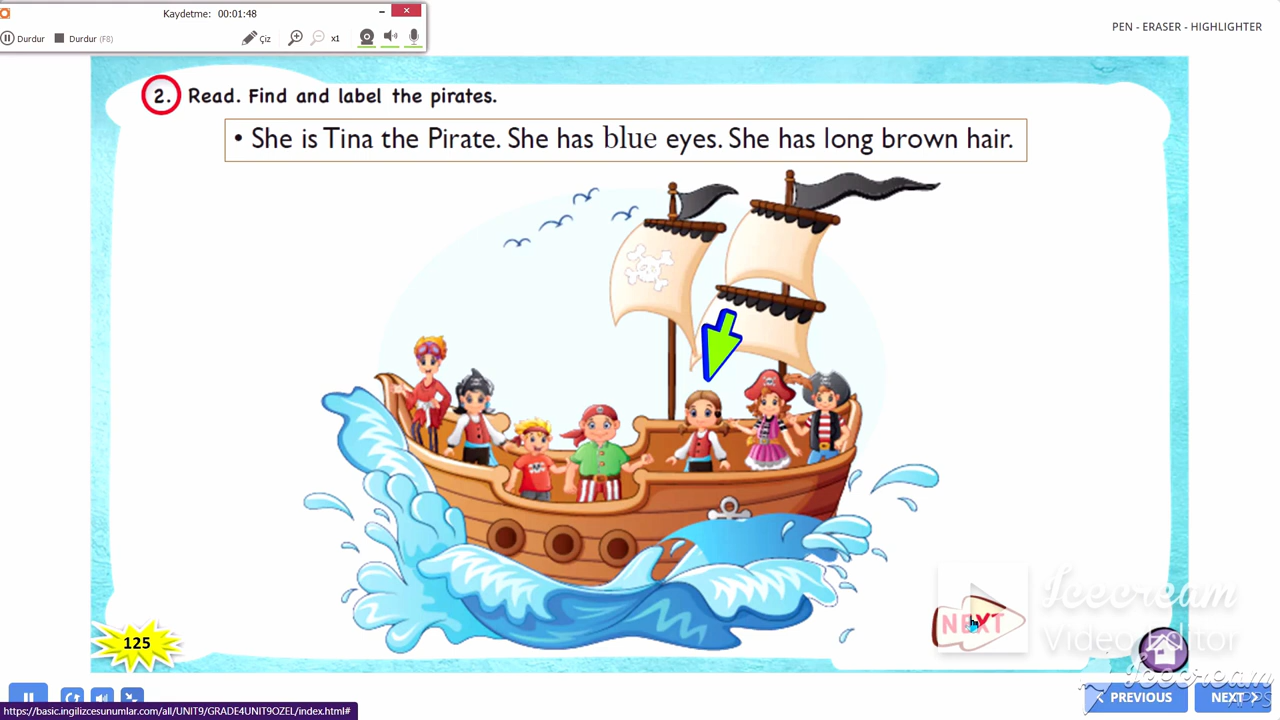 Kaydetme: 00:01:48
Durdur
Durdur (F8)
Çiz
x1
PEN - ERASER - HIGHLIGHTER
2. Read. Find and label the pirates.
• She is Tina the Pirate. She has blue eyes. She has long brown hair.
NEXT
Icecream
Video Editor
125
Icecream
APPS
PREVIOUS
NEXT
https://basic.ingilizcesunumlar.com/all/UNIT9/GRADE4UNIT9OZEL/index.html#